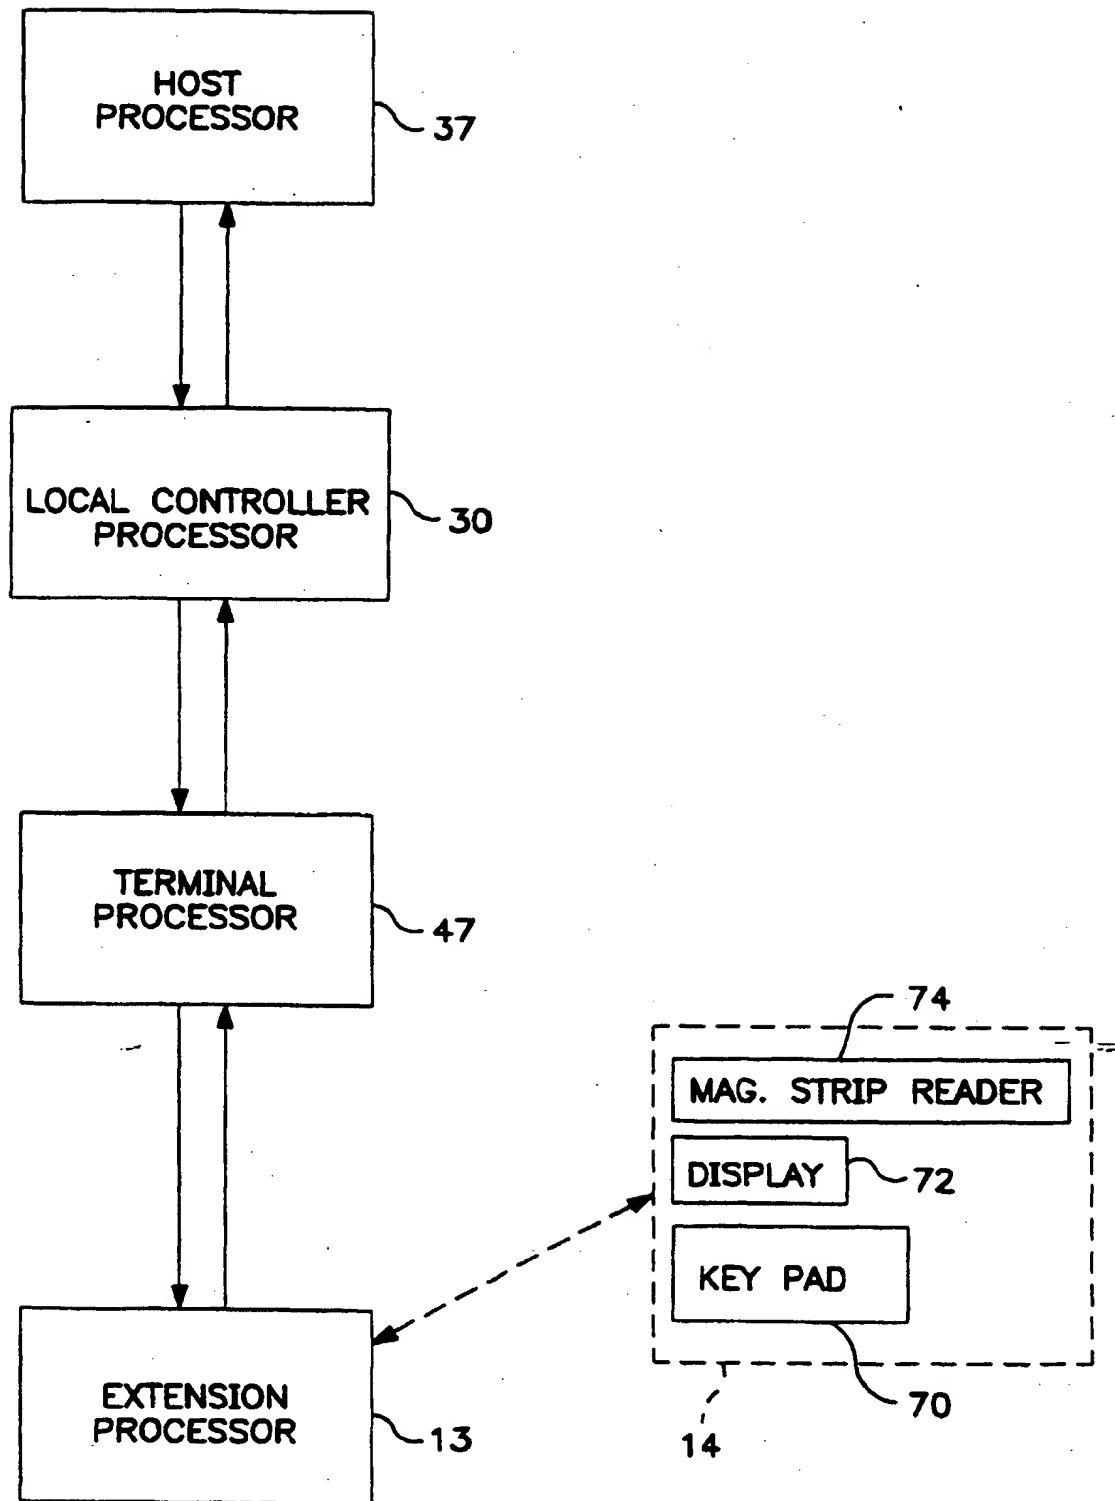 HOST
PROCESSOR
37
LOCAL CONTROLLER
PROCESSOR
30
TERMINAL
PROCESSOR
47
74
MAG. STRIP READER
DISPLAY
72
KEY PAD
70
14
EXTENSION
PROCESSOR
13